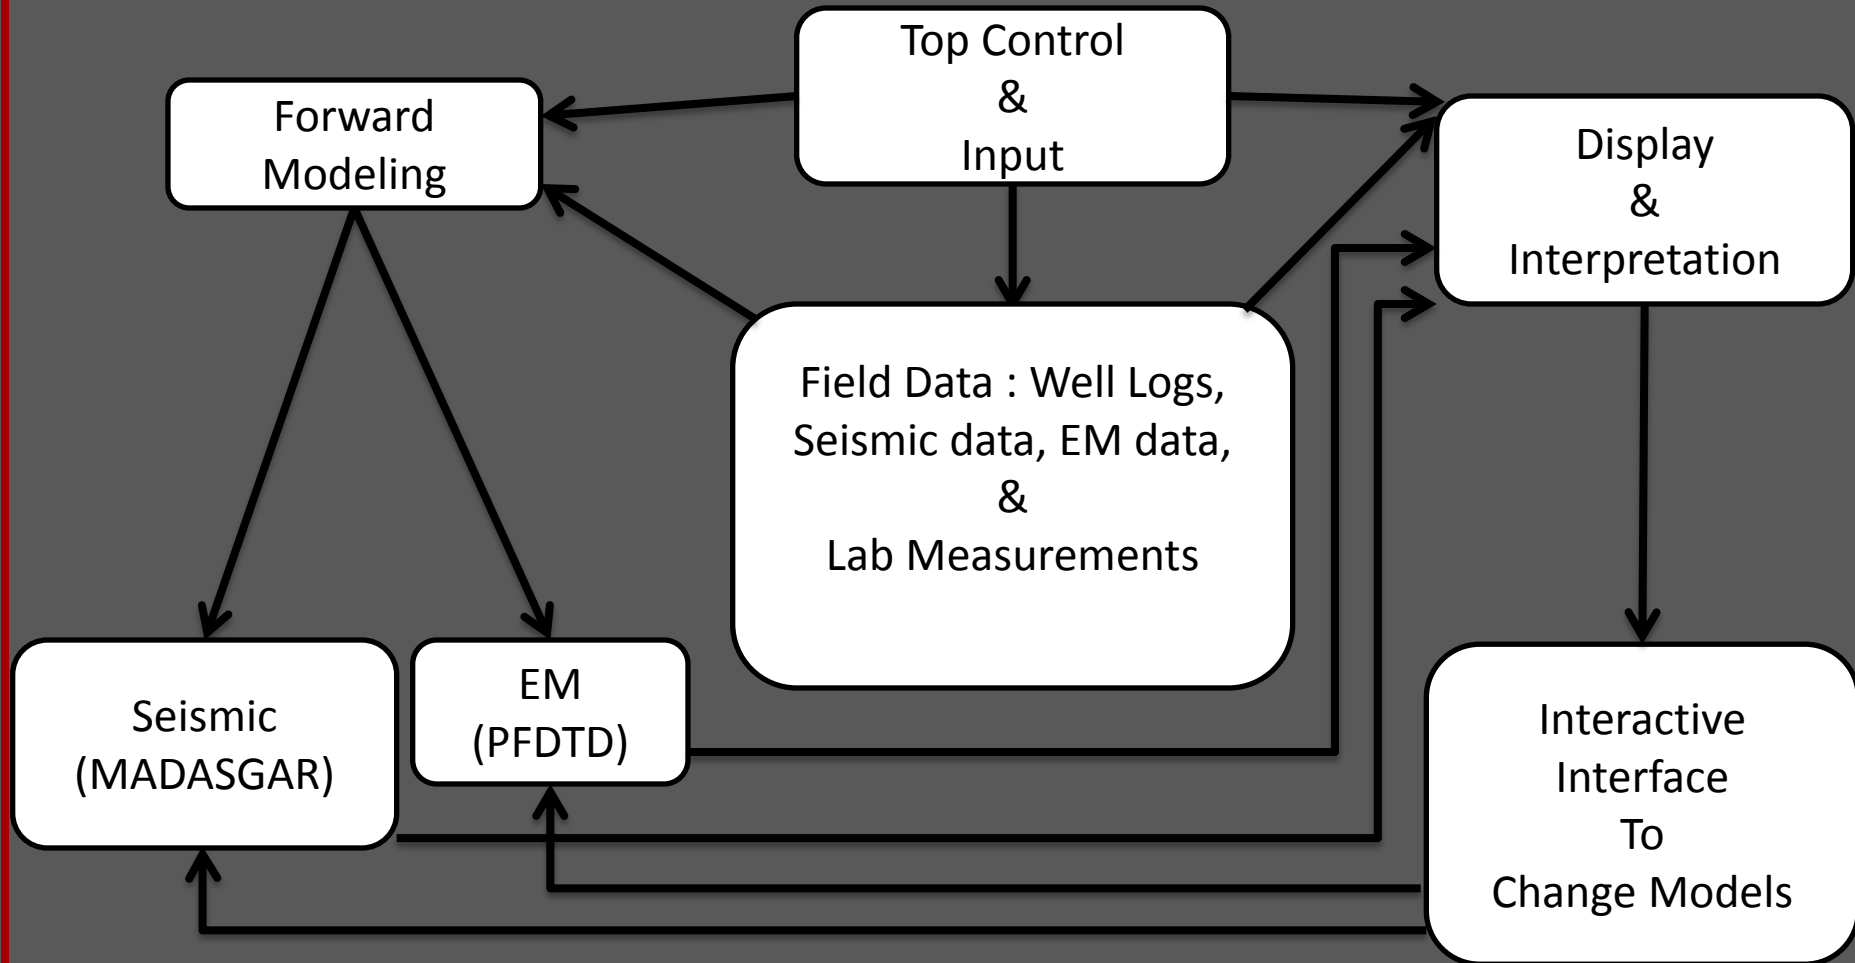 Top Control
&
Input
Forward
Modeling
Display
&
Interpretation
Field Data : Well Logs,
Seismic data, EM data,
&
Lab Measurements
Seismic
(MADASGAR)
EM
(PFDTD)
Interactive
Interface
To
Change Models